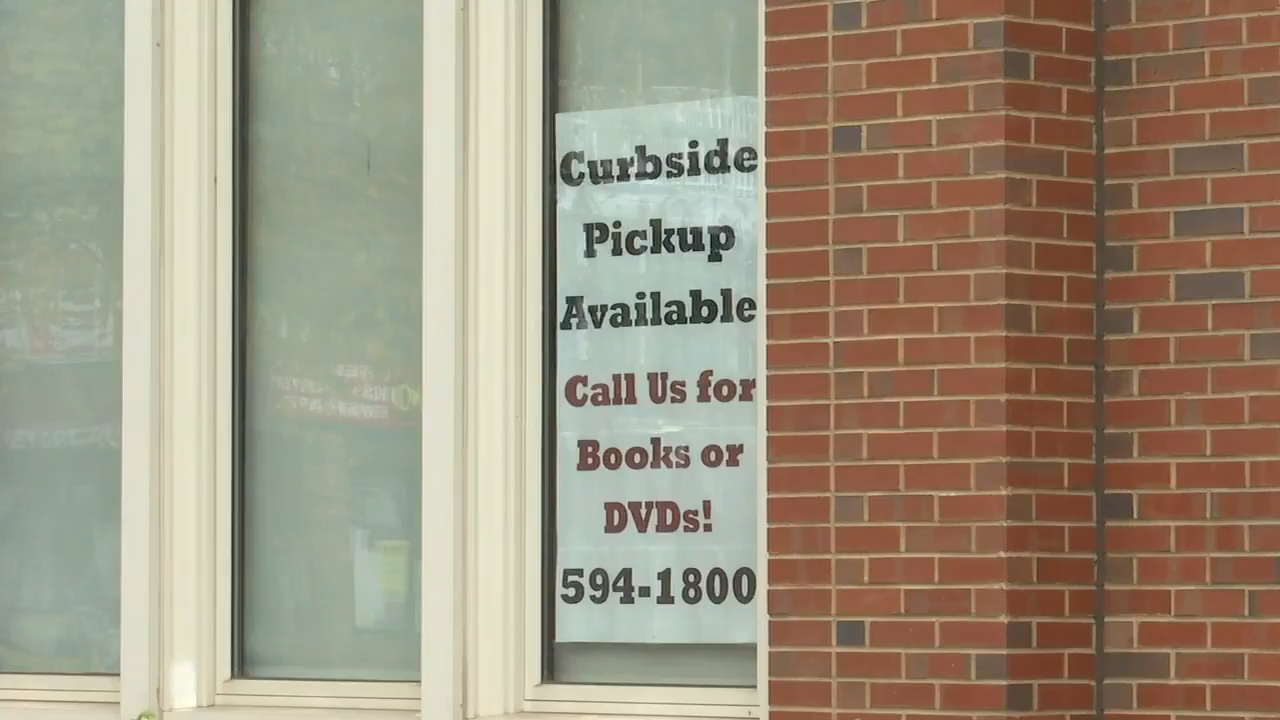 Curbside
Pickup
Available
Call Us for
Books or
DVDs!
594-1800